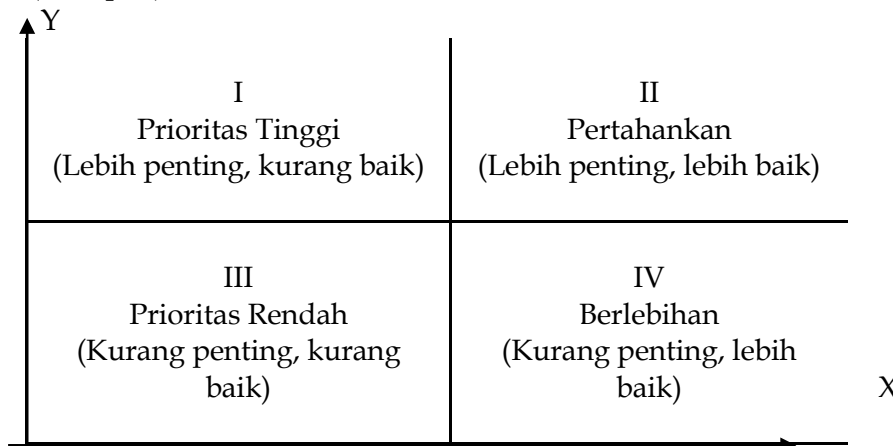 Y
I
Prioritas Tinggi
(Lebih penting, kurang baik)
II
Pertahankan
(Lebih penting, lebih baik)
III
Prioritas Rendah
(Kurang penting, kurang
baik)
IV
Berlebihan
(Kurang penting, lebih
baik)
X